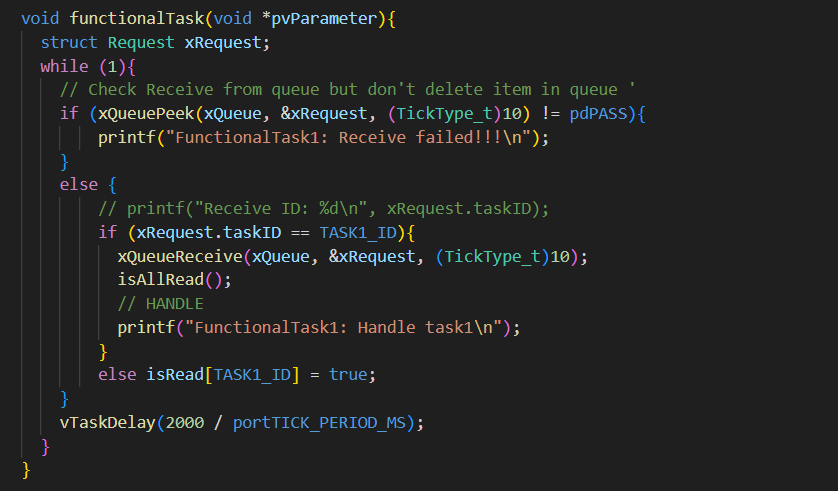 void functionalTask(void *pvParameter){
  struct Request xRequest;
  while (1){
    // Check Receive from queue but don't delete item in queue '
    if (xQueuePeek(xQueue, &xRequest, (TickType_t)10) != pdPASS){
        printf("FunctionalTask1: Receive failed!!!\n");
    }
    else {
        // printf("Receive ID: %d\n", xRequest.taskID);
        if (xRequest.taskID == TASK1_ID){
          xQueueReceive(xQueue, &xRequest, (TickType_t)10);
          isAllRead();
          // HANDLE
          printf("FunctionalTask1: Handle task1\n");
        }
        else isRead[TASK1_ID] = true;
    }
    vTaskDelay(2000 / portTICK_PERIOD_MS);
  }
}